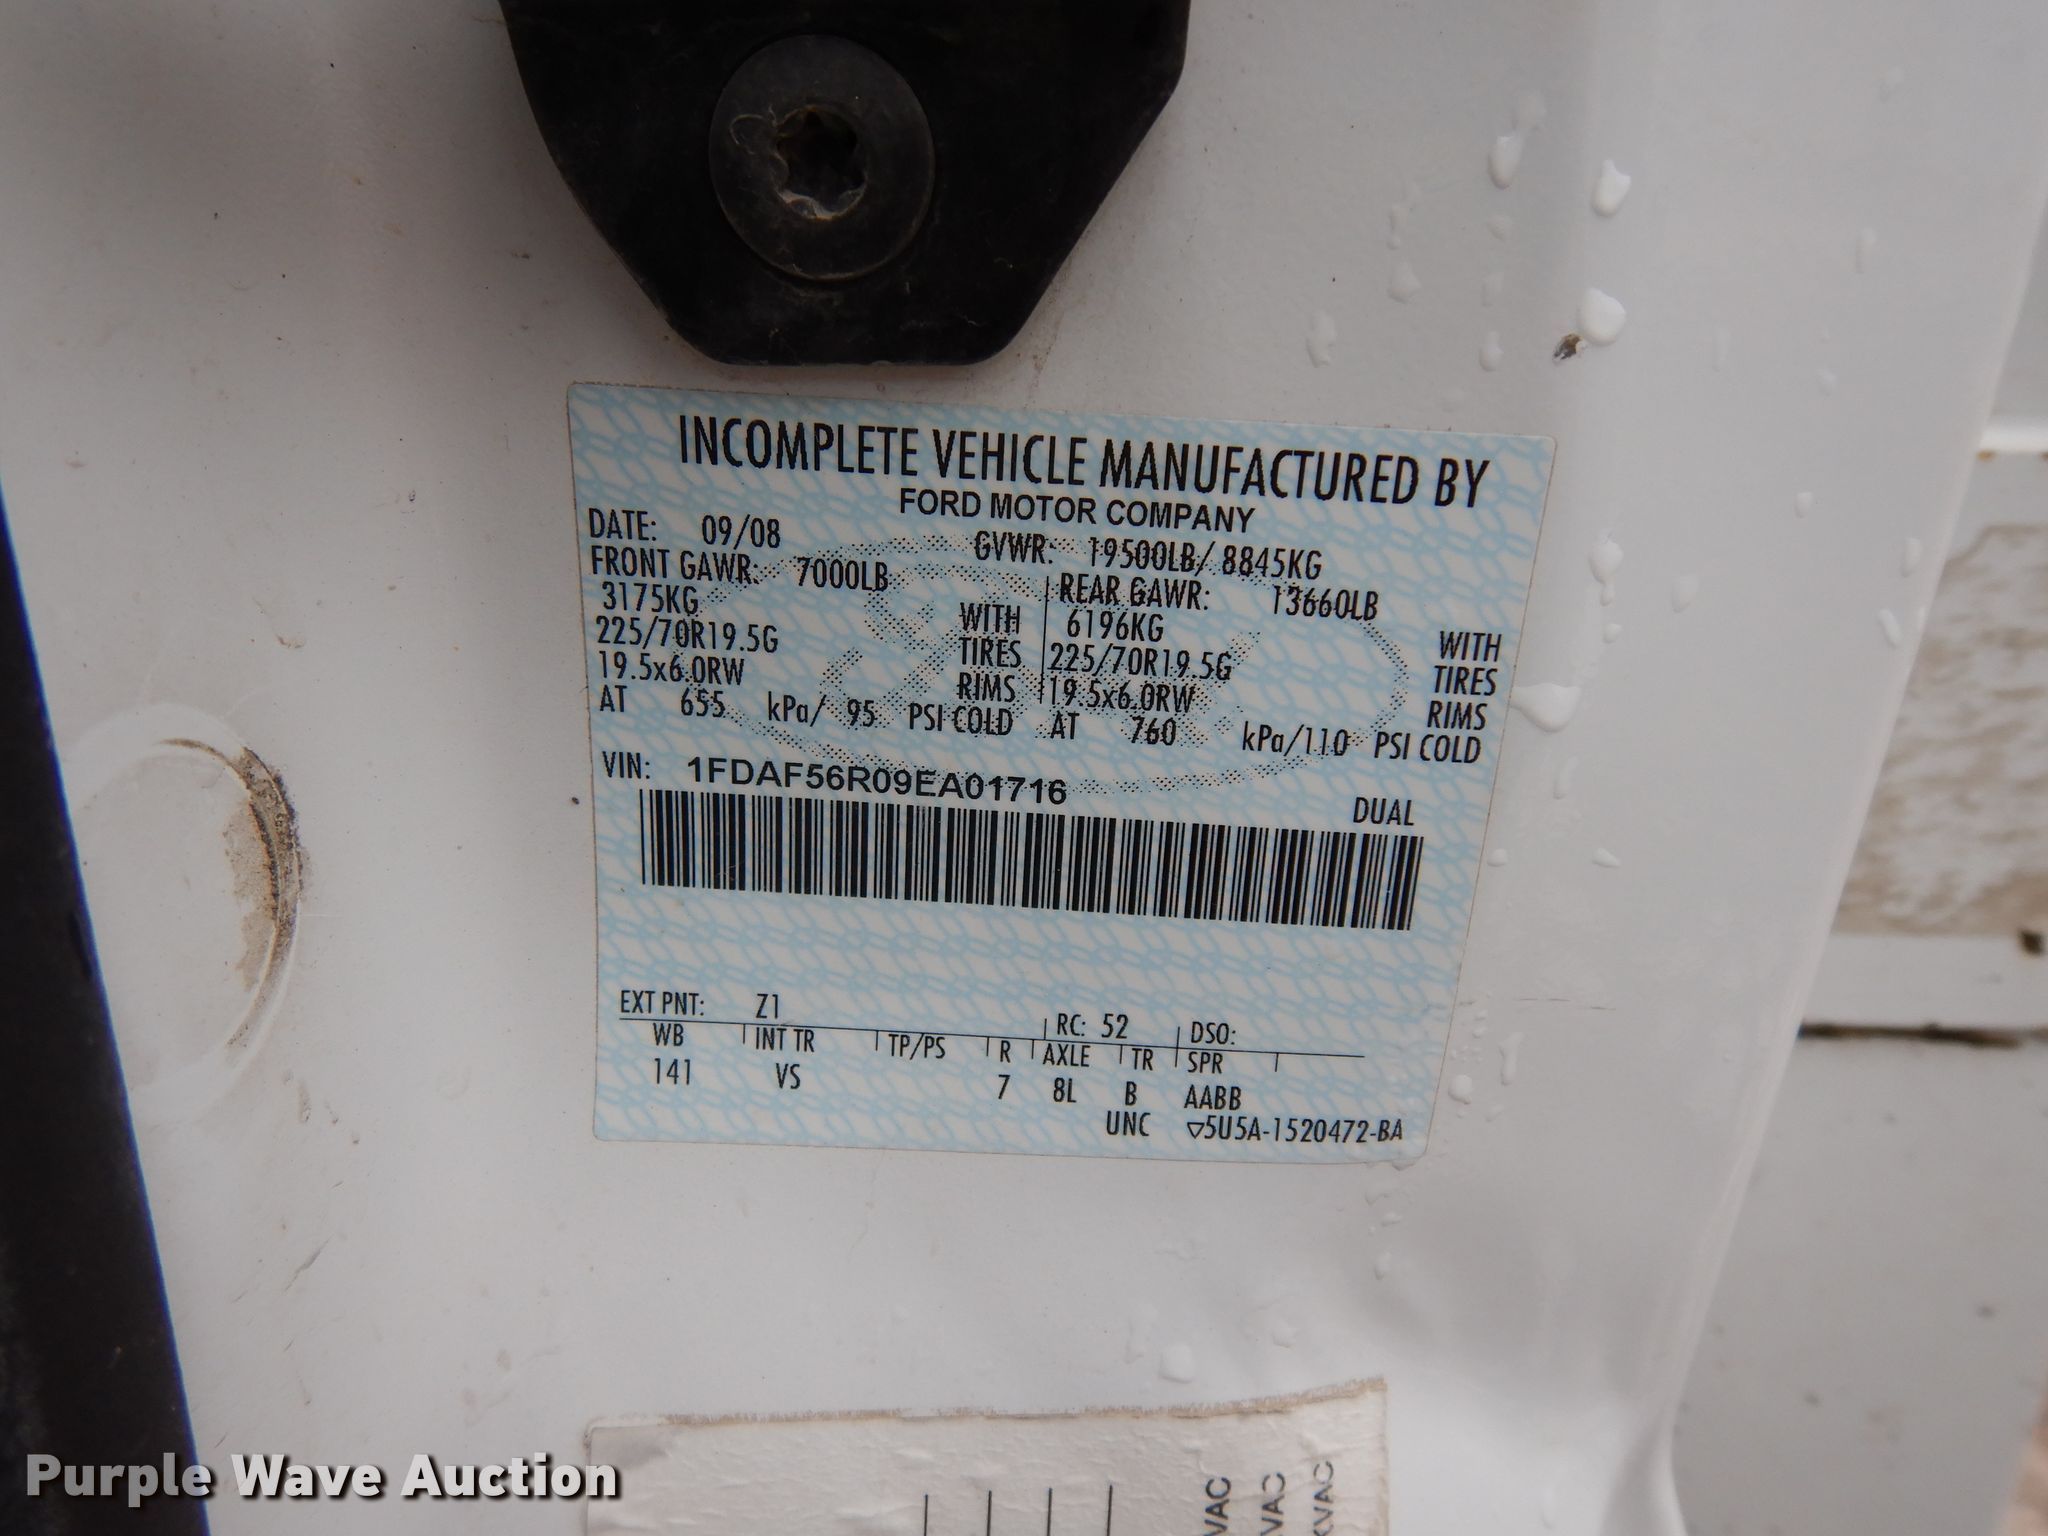 INCOMPLETE VEHICLE MANUFACTURED BY
FORD MOTOR COMPANY
DATE: 09/08 GVWR: 19500LB/ 8845KG
FRONT GAWR: 7000LB REAR GAWR: 13660LB
3175KG WITH 6196KG WITH
225/70R19.5G TIRES 225/70R19.5G TIRES
19.5x6.0RW RIMS 19.5x6.0RW RIMS
AT 655 kPa/ 95 PSI COLD AT 760 kPa/110 PSI COLD
VIN: 1FDAF56R09EA01716
DUAL
EXT PNT: Z1 RC: 52 DSO:
WB INT TR TP/PS R AXLE TR SPR
141 VS 7 8L B AABB
UNC ▽5U5A-1520472-BA
VAC
VAC
KVAC
Purple Wave Auction